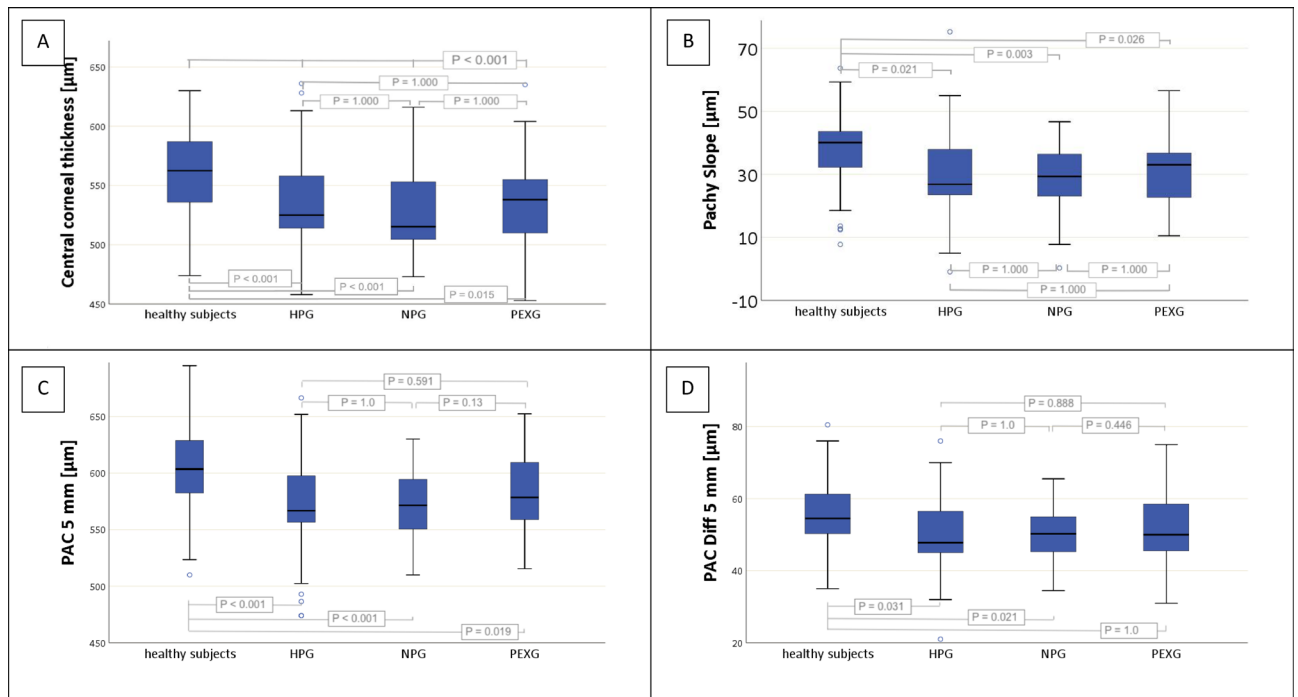 A
Central corneal thickness [µm]
650
600
550
500
450
P < 0.001
P = 1.000
P = 1.000
P = 1.000
P < 0.001
P < 0.001
P = 0.015
healthy subjects
HPG
NPG
PEXG
B
Pachy Slope [µm]
70
50
30
10
-10
P = 0.026
P = 0.003
P = 0.021
P = 1.000
P = 1.000
P = 1.000
healthy subjects
HPG
NPG
PEXG
C
PAC 5 mm [µm]
650
600
550
500
450
P = 0.591
P = 1.0
P = 0.13
P < 0.001
P < 0.001
P = 0.019
healthy subjects
HPG
NPG
PEXG
D
PAC Diff 5 mm [µm]
80
60
40
20
P = 0.888
P = 1.0
P = 0.446
P = 0.031
P = 0.021
P = 1.0
healthy subjects
HPG
NPG
PEXG